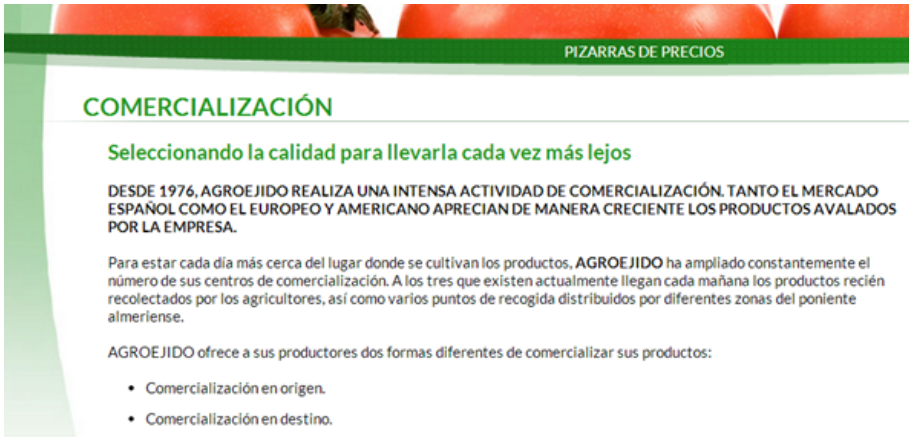 PIZARRAS DE PRECIOS
COMERCIALIZACIÓN
Seleccionando la calidad para llevarla cada vez más lejos
DESDE 1976, AGROEJIDO REALIZA UNA INTENSA ACTIVIDAD DE COMERCIALIZACIÓN. TANTO EL MERCADO
ESPAÑOL COMO EL EUROPEO Y AMERICANO APRECIAN DE MANERA CRECIENTE LOS PRODUCTOS AVALADOS
POR LA EMPRESA.
Para estar cada día más cerca del lugar donde se cultivan los productos, AGROEJIDO ha ampliado constantemente el
número de sus centros de comercialización. A los tres que existen actualmente llegan cada mañana los productos recién
recolectados por los agricultores, así como varios puntos de recogida distribuidos por diferentes zonas del poniente
almeriense.
AGROEJIDO ofrece a sus productores dos formas diferentes de comercializar sus productos:
• Comercialización en origen.
• Comercialización en destino.